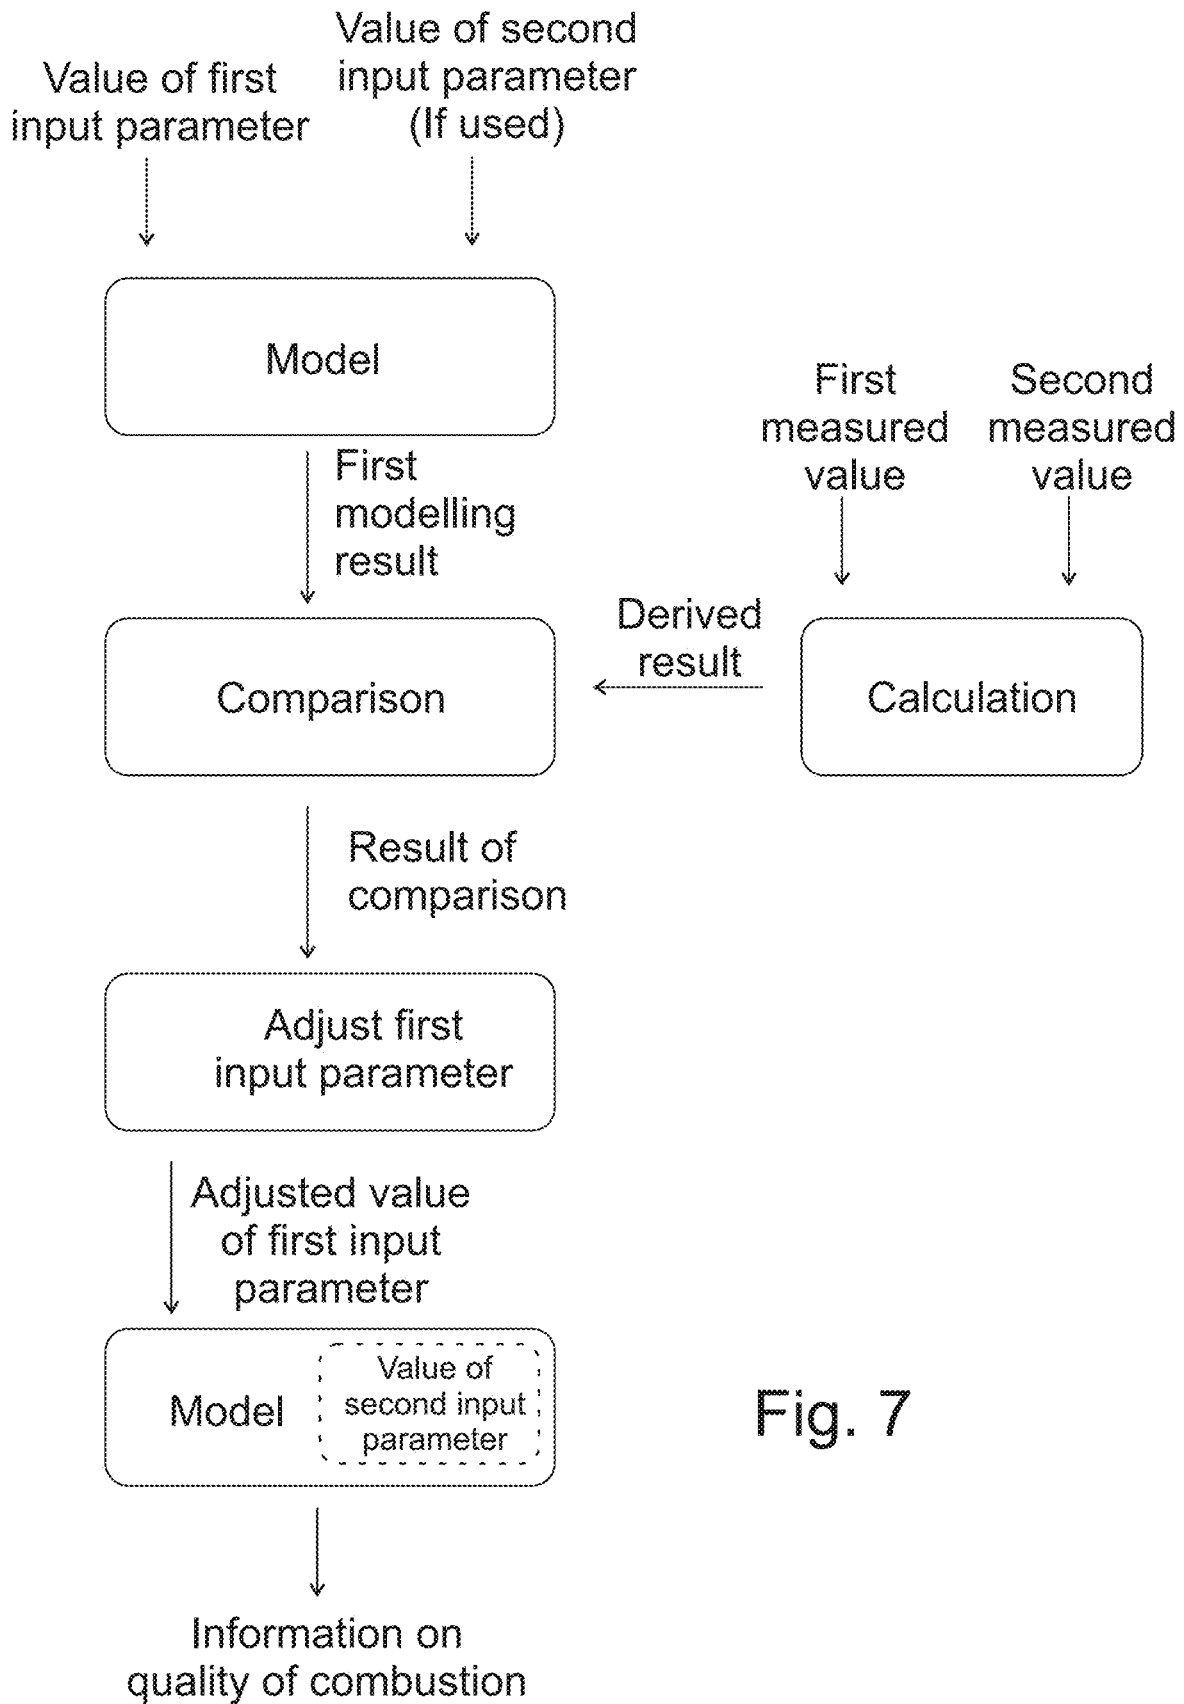 Value of first
input parameter
Value of second
input parameter
(If used)
Model
First
modelling
result
First
measured
value
Second
measured
value
Derived
result
Comparison
Calculation
Result of
comparison
Adjust first
input parameter
Adjusted value
of first input
parameter
Model
Value of
second input
parameter
Fig. 7
Information on
quality of combustion